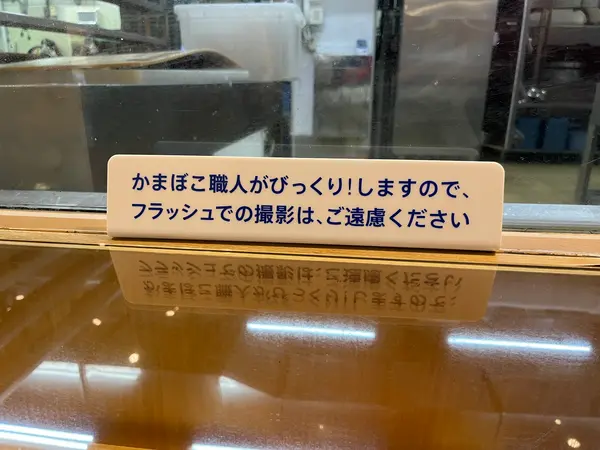 かまぼこ職人がびっくり!しますので、
フラッシュでの撮影は、ご遠慮ください